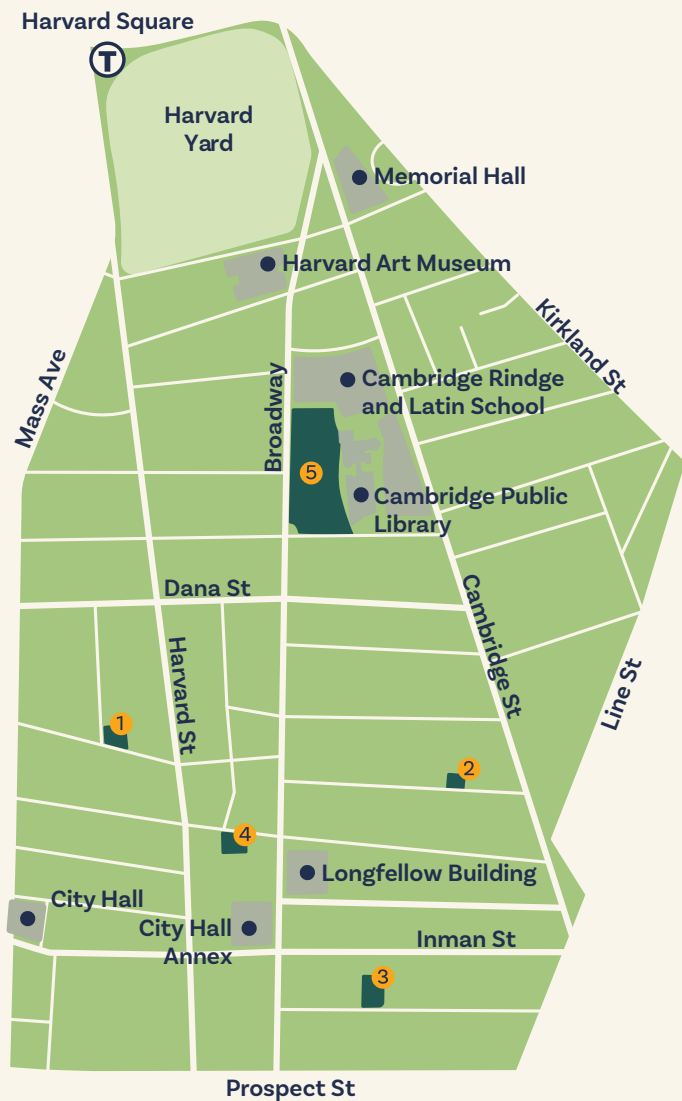 Harvard Square
T
Harvard
Yard
Memorial Hall
Harvard Art Museum
Kirkland St
Mass Ave
Broadway
Cambridge Rindge
and Latin School
5
Cambridge Public
Library
Dana St
Cambridge St
Harvard St
Line St
1
2
4
Longfellow Building
City Hall
City Hall
Annex
Inman St
3
Prospect St